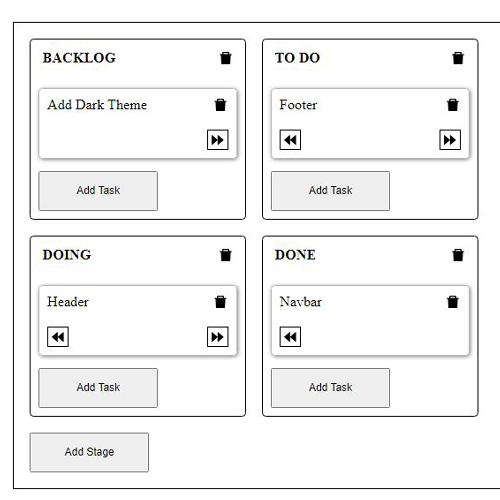 BACKLOG
Add Dark Theme
Add Task
TO DO
Footer
Add Task
DOING
Header
Add Task
DONE
Navbar
Add Task
Add Stage